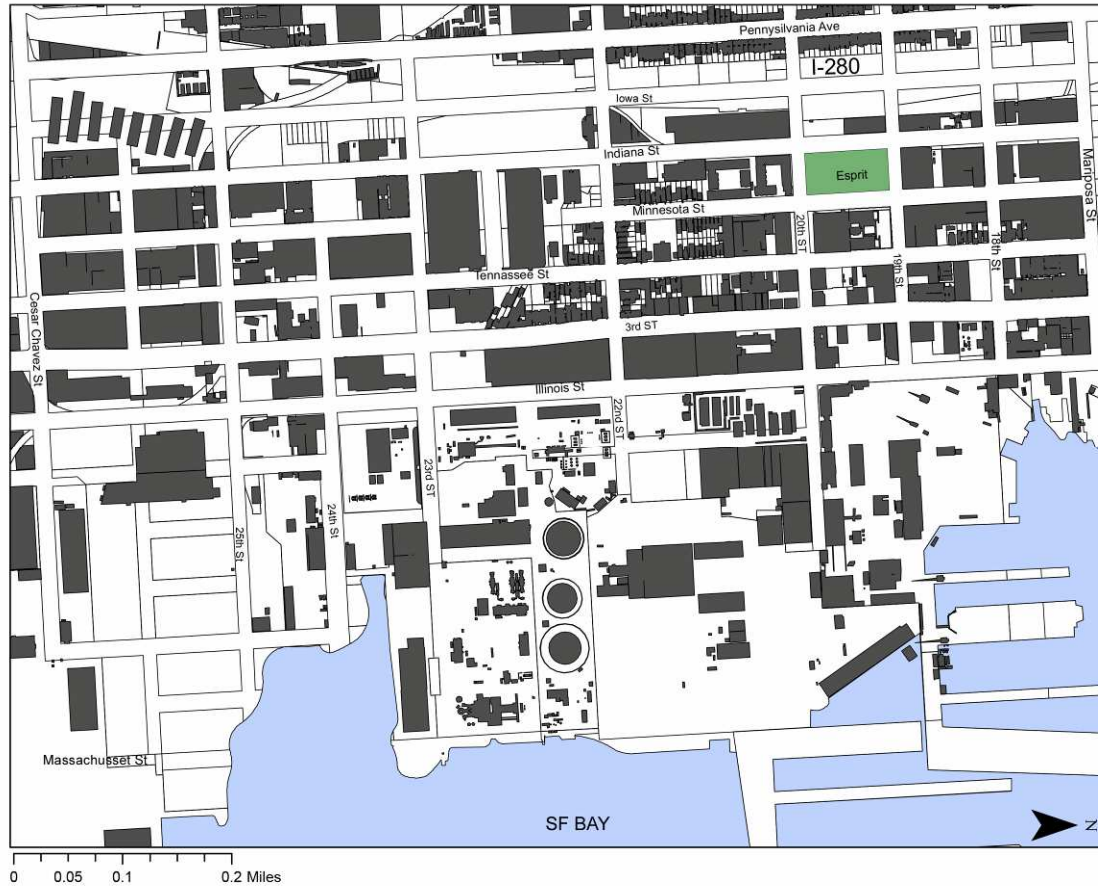 Pennysilvania Ave
I-280
Iowa St
Indiana St
Mariposa St
Esprit
Minnesota St
20th ST
19th St
18th St
Tennessee St
Cesar Chavez St
3rd ST
Illinois St
22nd ST
23rd ST
24th St
25th St
Massachusset St
SF BAY
N
0 0.05 0.1 0.2 Miles